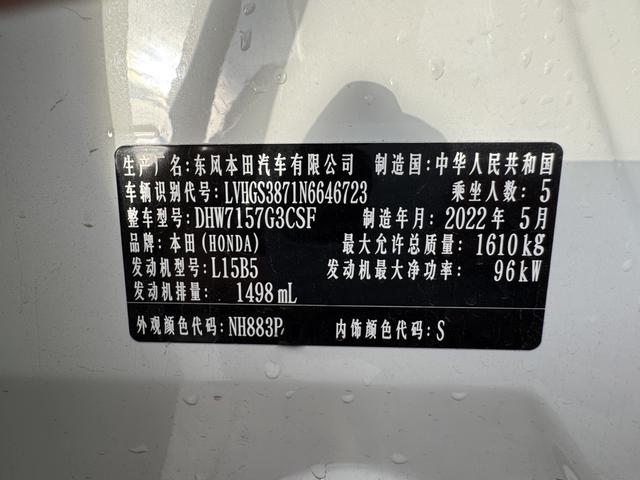 生产厂名:东风本田汽车有限公司 制造国:中华人民共和国
车辆识别代号:LVHGS3871N6646723 乘坐人数:5
整车型号:DHW7157G3CSF 制造年月:2022年5月
品牌:本田(HONDA) 最大允许总质量:1610kg
发动机型号:L15B5 发动机最大净功率: 96kW
发动机排量: 1498mL
外观颜色代码:NH883P 内饰颜色代码:S